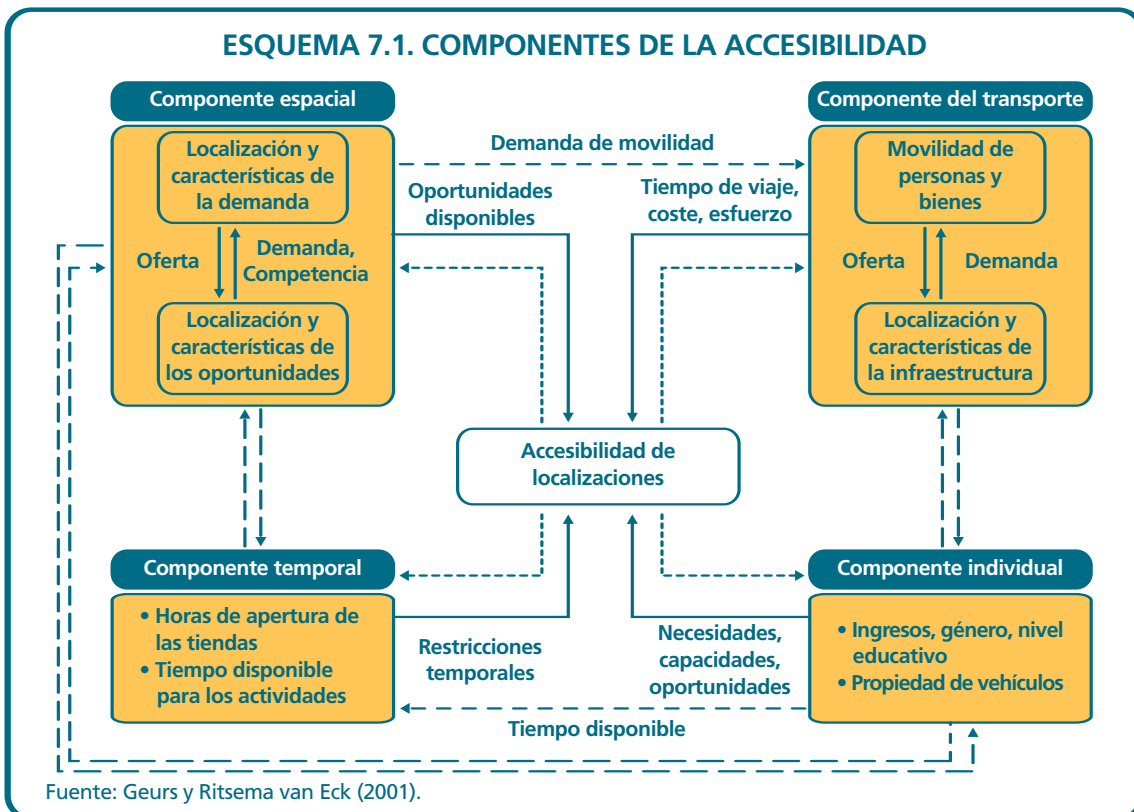 ESQUEMA 7.1. COMPONENTES DE LA ACCESIBILIDAD
Componente espacial
Localización y
características de
la demanda
Oferta
Demanda,
Competencia
Localización y
características de
los oportunidades
Demanda de movilidad
Oportunidades
disponibles
Tiempo de viaje,
coste, esfuerzo
Componente del transporte
Movilidad de
personas y
bienes
Oferta
Demanda
Localización y
características de
la infraestructura
Accesibilidad de
localizaciones
Componente temporal
• Horas de apertura de
las tiendas
• Tiempo disponible
para los actividades
Restricciones
temporales
Necesidades,
capacidades,
oportunidades
Tiempo disponible
Componente individual
• Ingresos, género, nivel
educativo
• Propiedad de vehículos
Fuente: Geurs y Ritsema van Eck (2001).